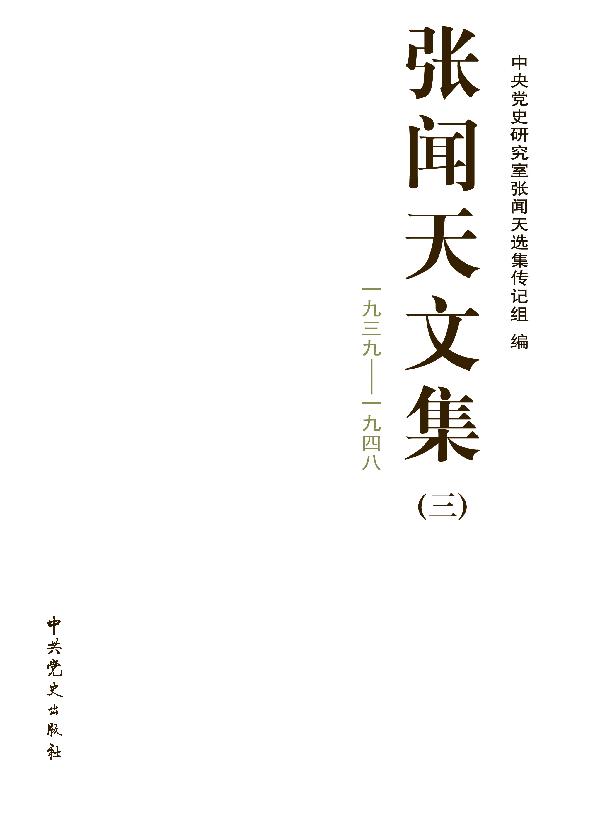 中央党史研究室张闻天选集传记组 编
张闻天文集
(三)
一九三九——一九四八
中共党史出版社